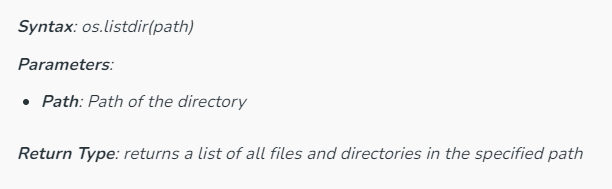 Syntax: os.listdir(path)
Parameters:
• Path: Path of the directory
Return Type: returns a list of all files and directories in the specified path